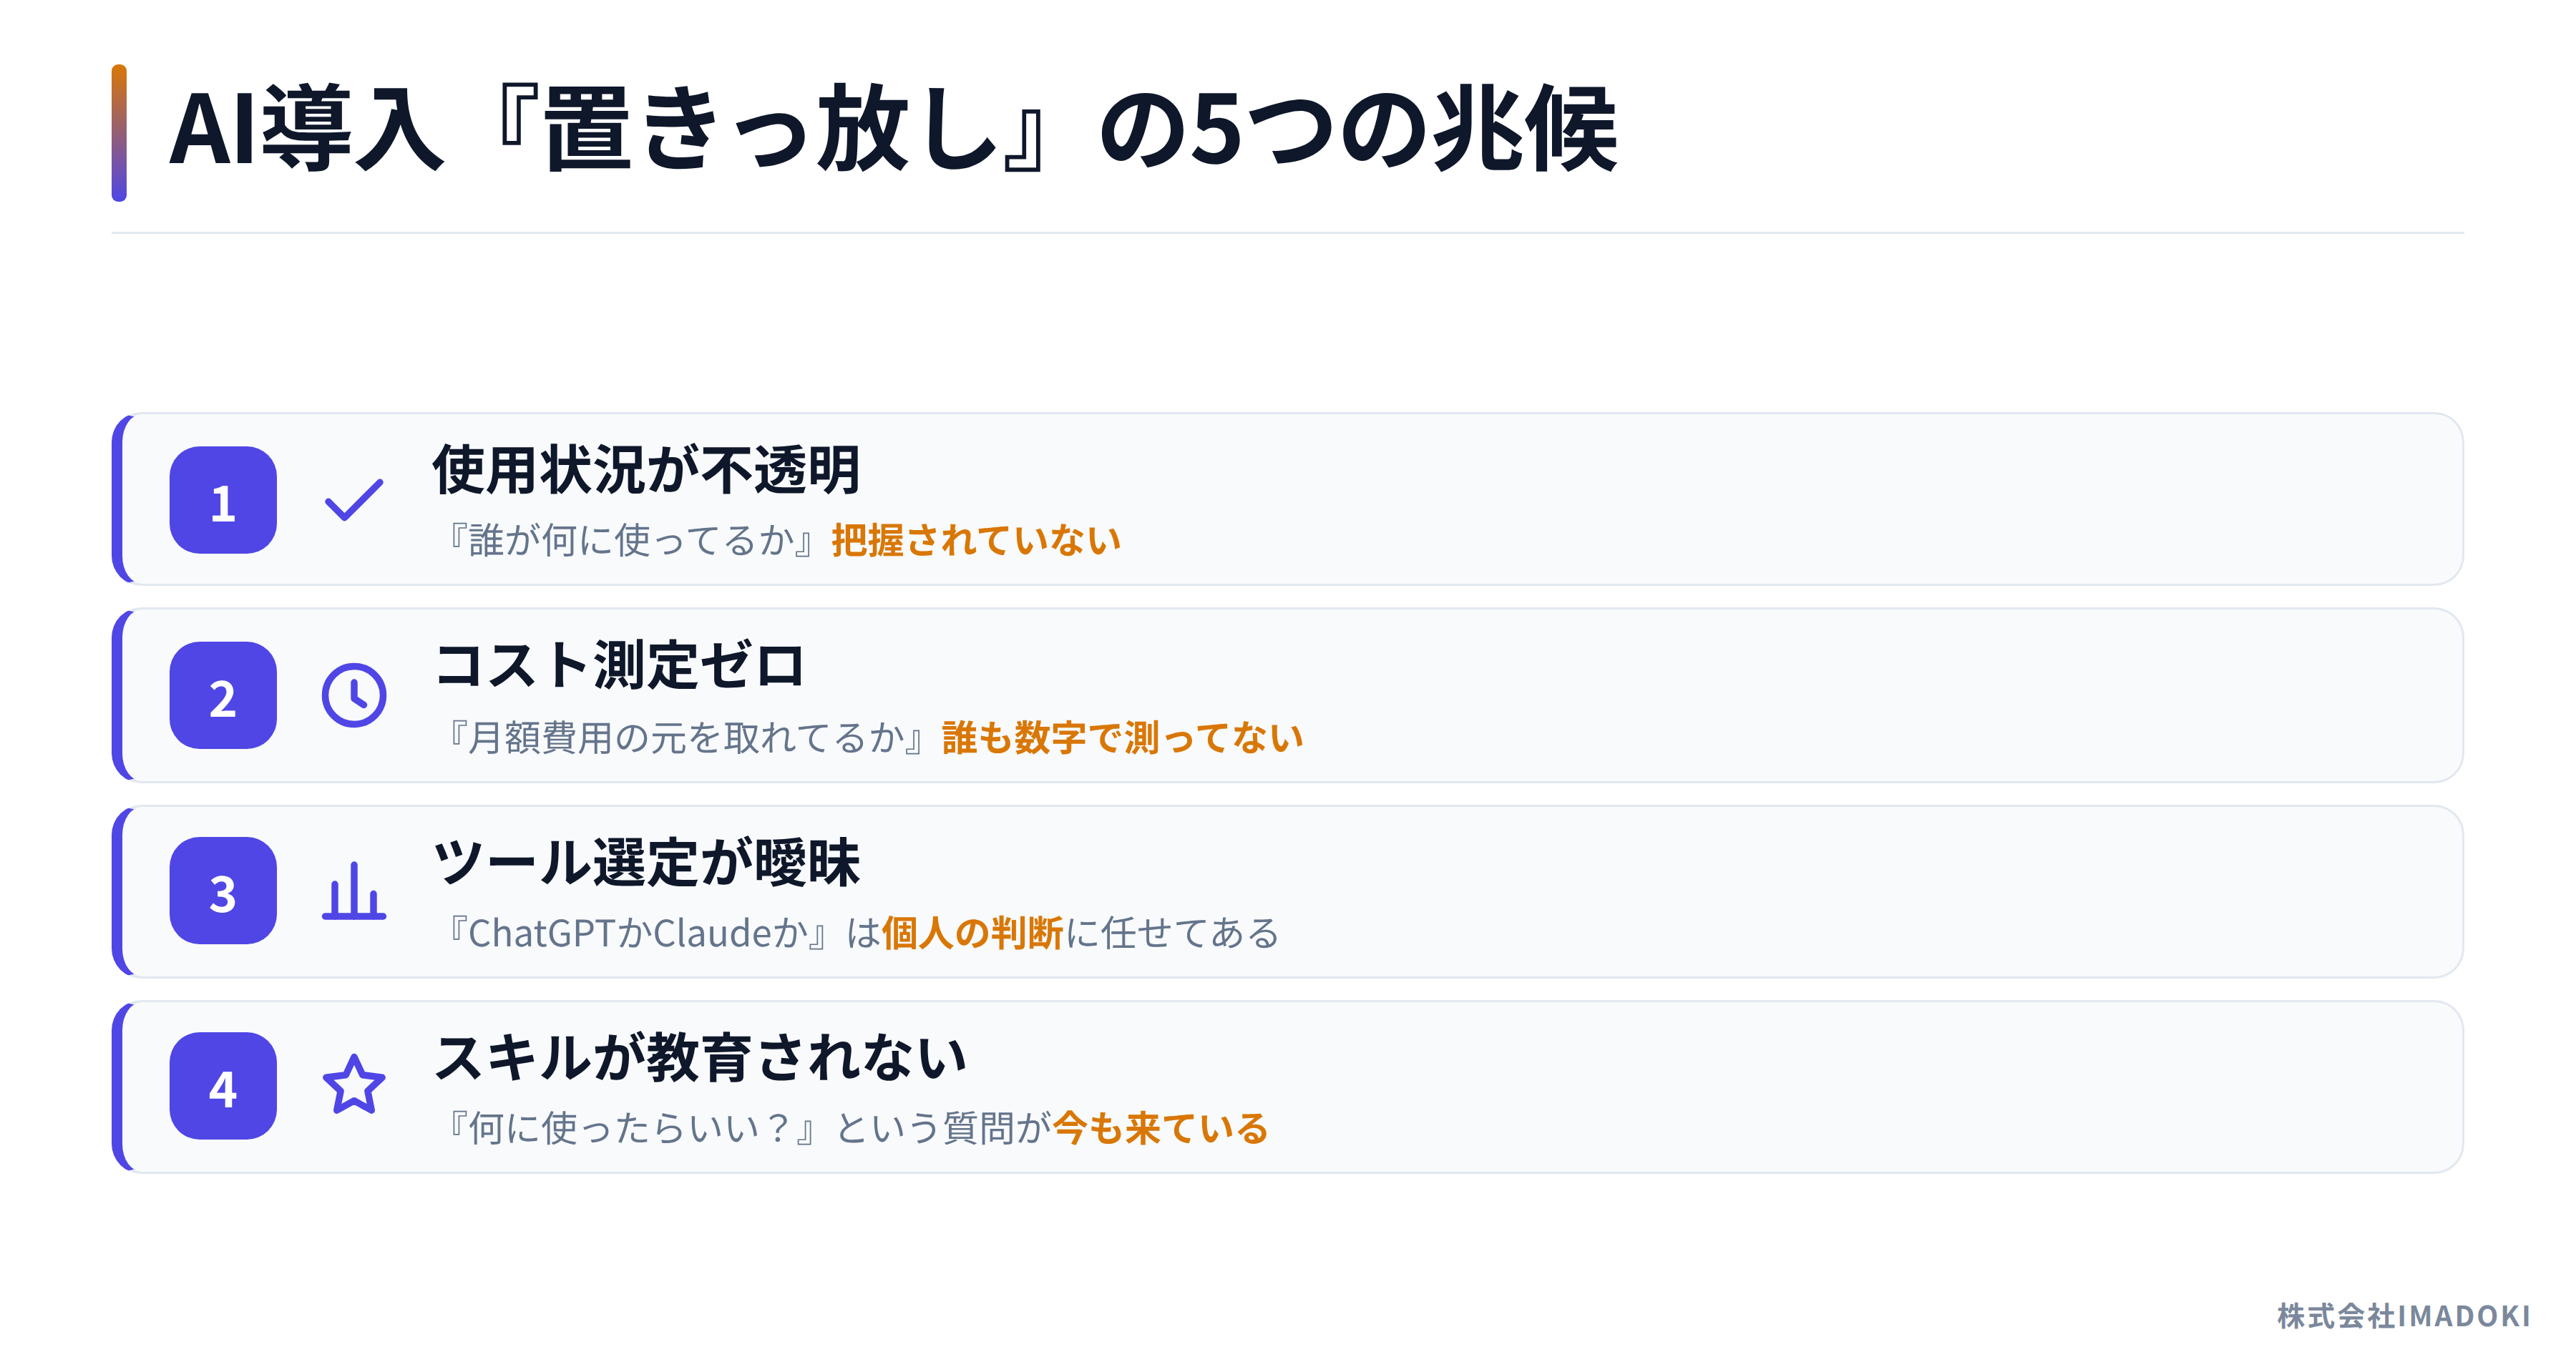 AI導入『置きっ放し』の5つの兆候
1
使用状況が不透明
『誰が何に使ってるか』把握されていない
2
コスト測定ゼロ
『月額費用の元を取れてるか』誰も数字で測ってない
3
ツール選定が曖昧
『ChatGPTかClaudeか』は個人の判断に任せてある
4
スキルが教育されない
『何に使ったらいい？』という質問が今も来ている
株式会社IMADOKI